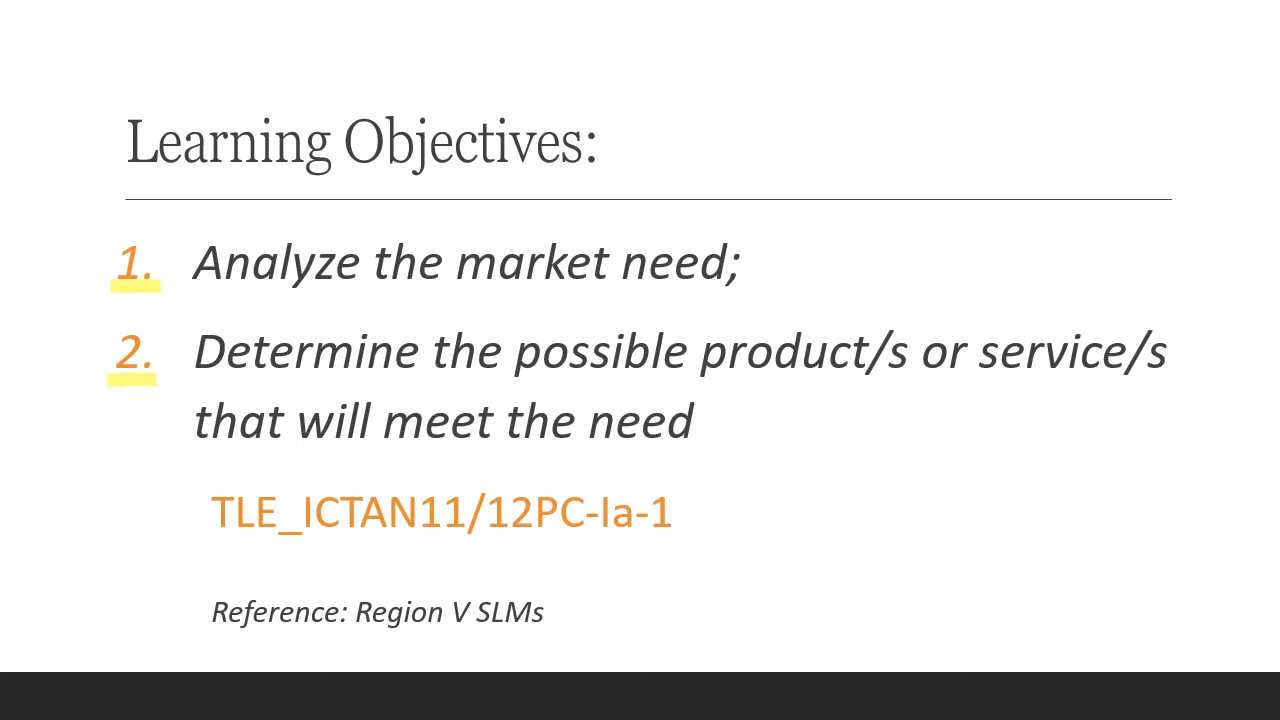 Learning Objectives:
1. Analyze the market need;
2. Determine the possible product/s or service/s
that will meet the need
TLE_ICTAN11/12PC-Ia-1
Reference: Region V SLMs